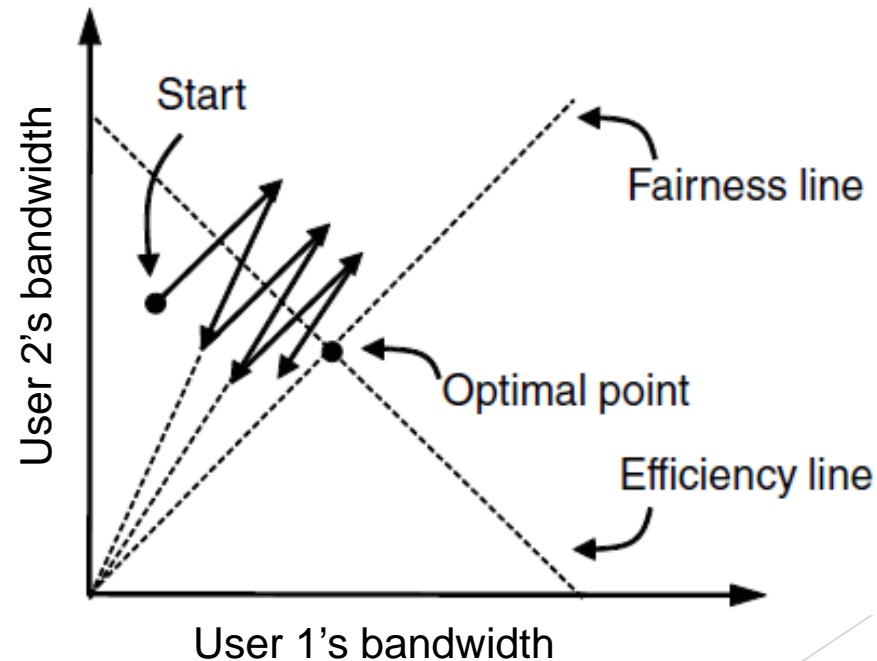 Start
Fairness line
User 2’s bandwidth
Optimal point
Efficiency line
User 1’s bandwidth